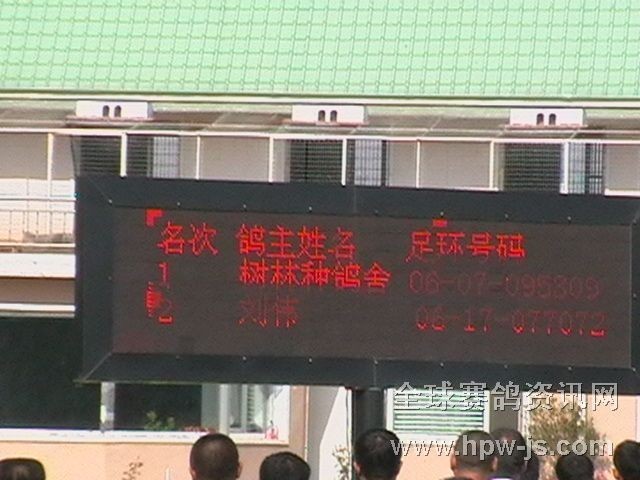 名次 鸽主姓名 足环号码
1 树林种鸽舍 06-07-095809
2 刘伟 06-17-077072
全球赛鸽资讯网
www.hpw-js.com